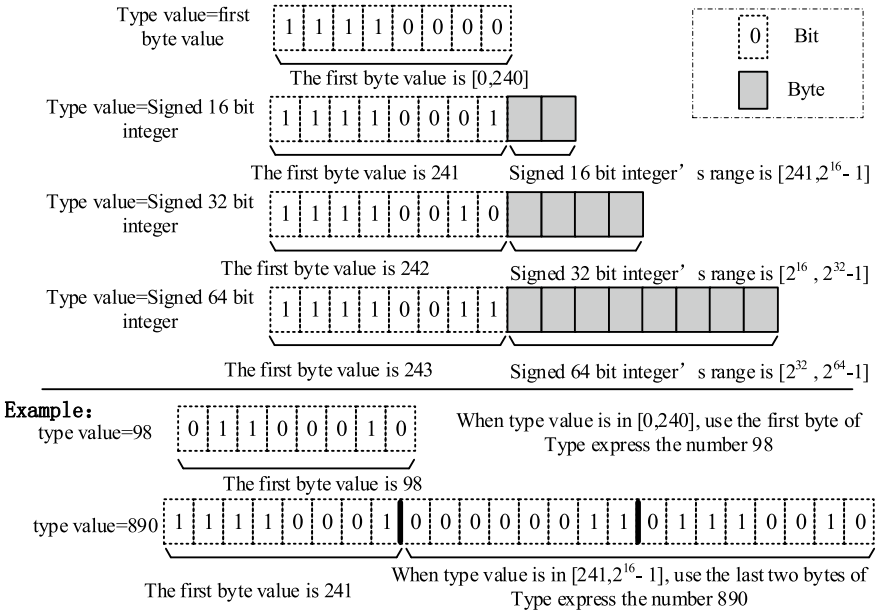 Type value=first
byte value
1 1 1 1 0 0 0 0
0 Bit
The first byte value is [0,240]
Byte
Type value=Signed 16 bit
integer
1 1 1 1 0 0 0 1
The first byte value is 241
Signed 16 bit integer’s range is [241,2^16-1]
Type value=Signed 32 bit
integer
1 1 1 1 0 0 1 0
The first byte value is 242
Signed 32 bit integer’s range is [2^16 , 2^32-1]
Type value=Signed 64 bit
integer
1 1 1 1 0 0 1 1
The first byte value is 243
Signed 64 bit integer’s range is [2^32 , 2^64-1]
Example:
type value=98
0 1 1 0 0 0 1 0
The first byte value is 98
When type value is in [0,240], use the first byte of
Type express the number 98
type value=890
1 1 1 1 0 0 0 1 0 0 0 0 0 0 1 1 0 1 1 1 0 0 1 0
The first byte value is 241
When type value is in [241,2^16- 1], use the last two bytes of
Type express the number 890